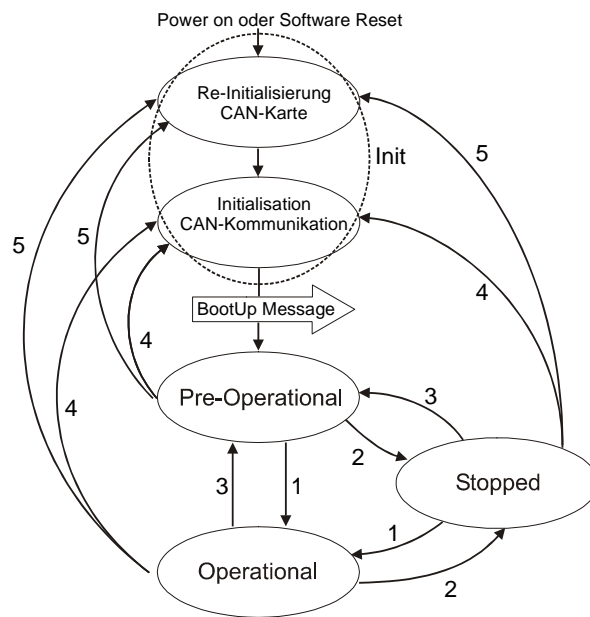 Power on oder Software Reset
Re-Initialisierung
CAN-Karte
Init
5
Initialisation
CAN-Kommunikation
5
5
4
BootUp Message
4
4
Pre-Operational
3
2
Stopped
3
1
1
Operational
2